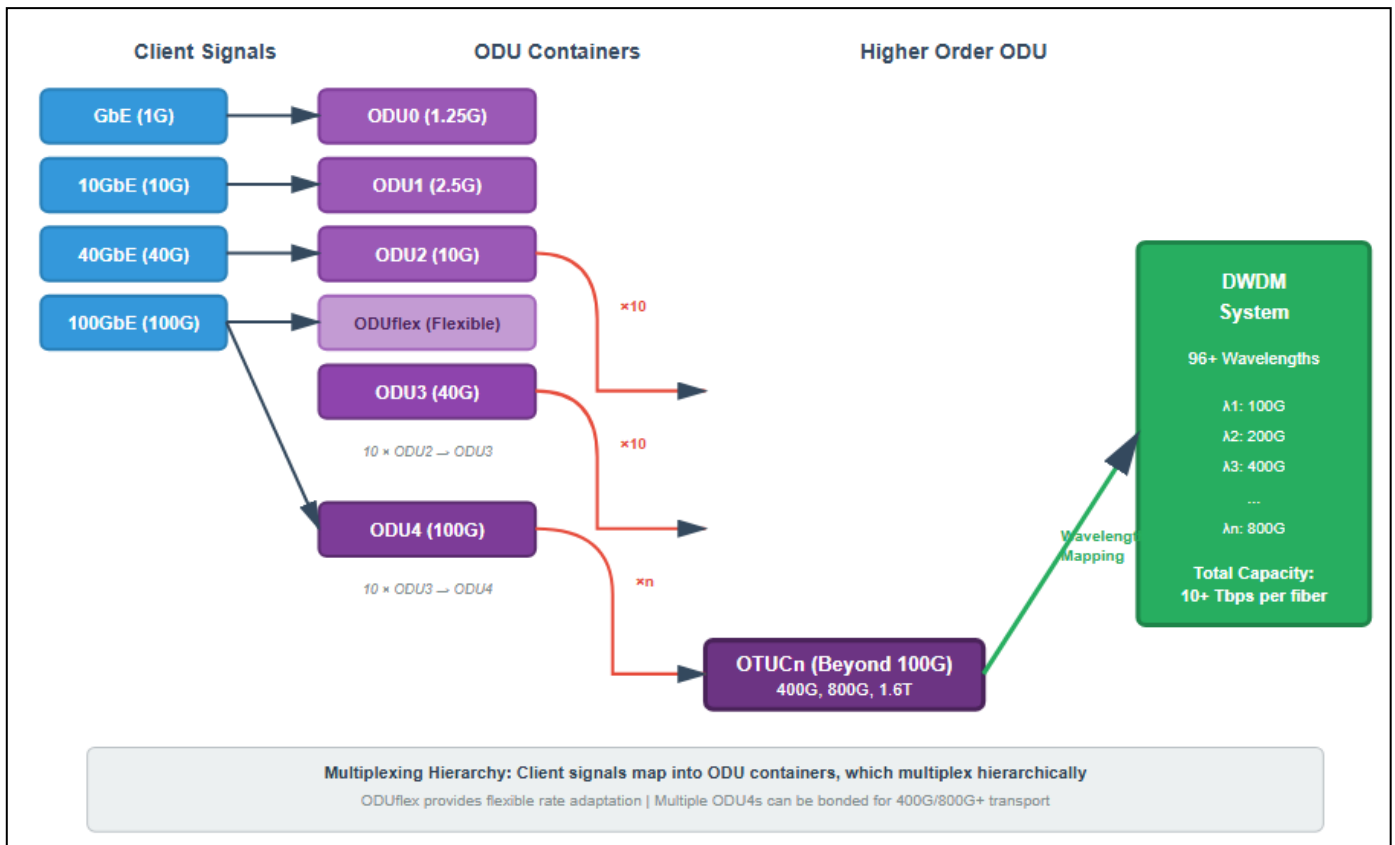 Client Signals
ODU Containers
Higher Order ODU
GbE (1G)
ODU0 (1.25G)
10GbE (10G)
ODU1 (2.5G)
40GbE (40G)
ODU2 (10G)
100GbE (100G)
ODUflex (Flexible)
×10
ODU3 (40G)
10 × ODU2 → ODU3
×10
ODU4 (100G)
10 × ODU3 → ODU4
×n
OTUCn (Beyond 100G)
400G, 800G, 1.6T
Wavelengt
Mapping
DWDM
System
96+ Wavelengths
λ1: 100G
λ2: 200G
λ3: 400G
...
λn: 800G
Total Capacity:
10+ Tbps per fiber
Multiplexing Hierarchy: Client signals map into ODU containers, which multiplex hierarchically
ODUflex provides flexible rate adaptation | Multiple ODU4s can be bonded for 400G/800G+ transport